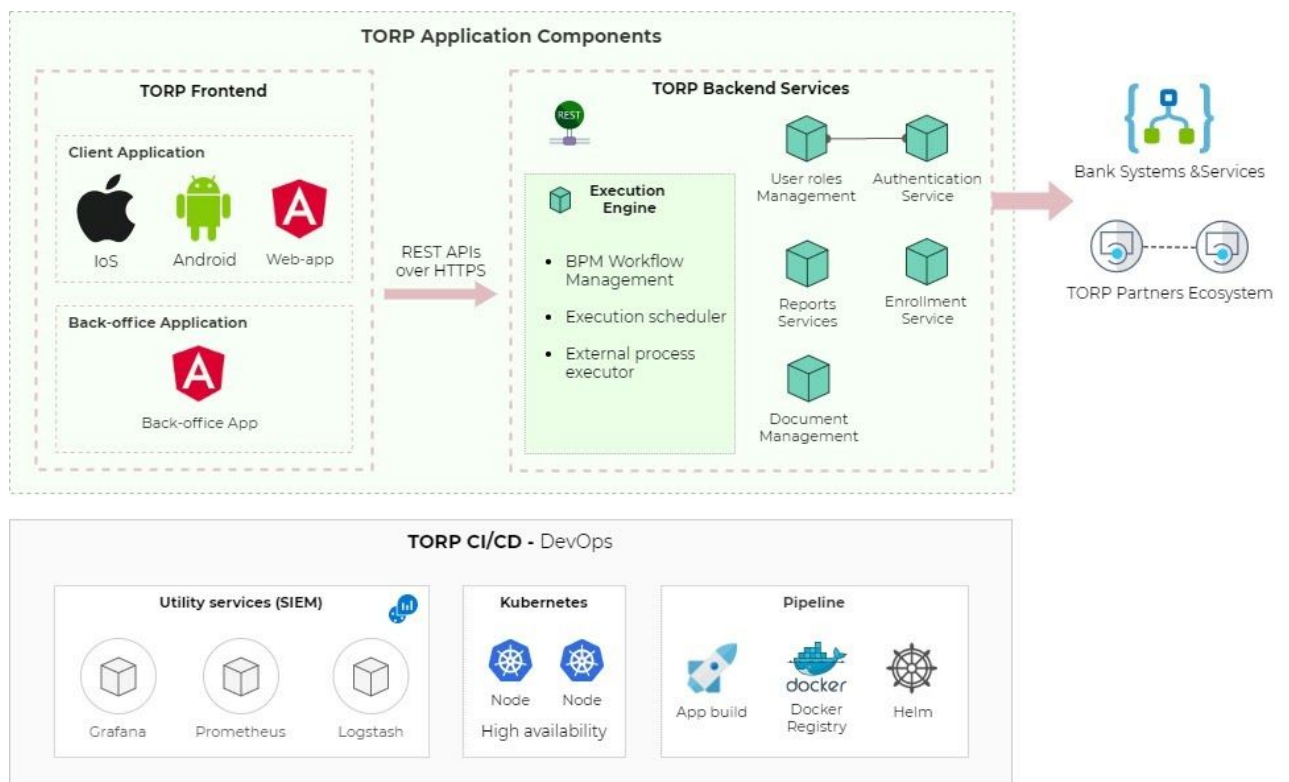 TORP Application Components
TORP Frontend
Client Application
IoS
Android
Web-app
Back-office Application
Back-office App
REST APIs
over HTTPS
TORP Backend Services
REST
Execution
Engine
• BPM Workflow
Management
• Execution scheduler
• External process
executor
User roles
Management
Authentication
Service
Reports
Services
Enrollment
Service
Document
Management
Bank Systems &Services
TORP Partners Ecosystem
TORP CI/CD - DevOps
Utility services (SIEM)
Grafana
Prometheus
Logstash
Kubernetes
Node
Node
High availability
Pipeline
App build
docker
Docker
Registry
Helm